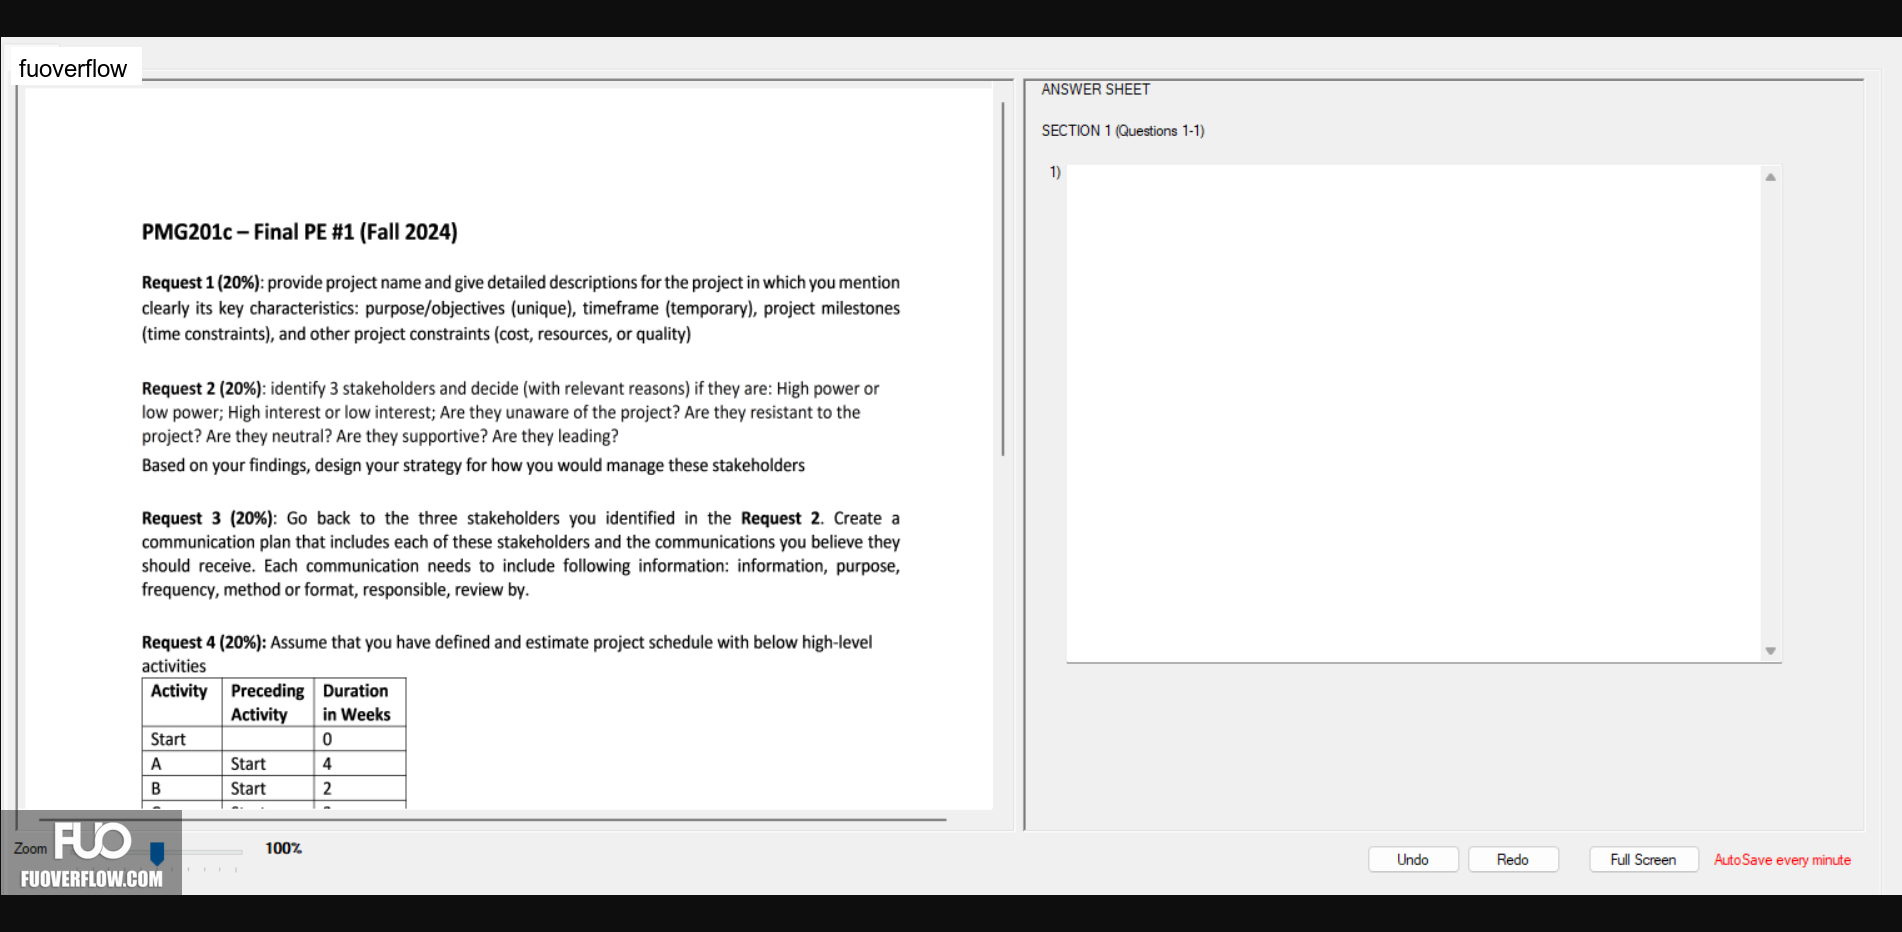 fuoverflow
PMG201c – Final PE #1 (Fall 2024)
Request 1 (20%): provide project name and give detailed descriptions for the project in which you mention
clearly its key characteristics: purpose/objectives (unique), timeframe (temporary), project milestones
(time constraints), and other project constraints (cost, resources, or quality)
Request 2 (20%): identify 3 stakeholders and decide (with relevant reasons) if they are: High power or
low power; High interest or low interest; Are they unaware of the project? Are they resistant to the
project? Are they neutral? Are they supportive? Are they leading?
Based on your findings, design your strategy for how you would manage these stakeholders
Request 3 (20%): Go back to the three stakeholders you identified in the Request 2. Create a
communication plan that includes each of these stakeholders and the communications you believe they
should receive. Each communication needs to include following information: information, purpose,
frequency, method or format, responsible, review by.
Request 4 (20%): Assume that you have defined and estimate project schedule with below high-level
activities
Activity Preceding Activity Duration in Weeks
Start 0
A Start 4
B Start 2
Zoom
100%
FUO
FUOVERFLOW.COM
ANSWER SHEET
SECTION 1 (Questions 1-1)
1)
Undo Redo Full Screen AutoSave every minute